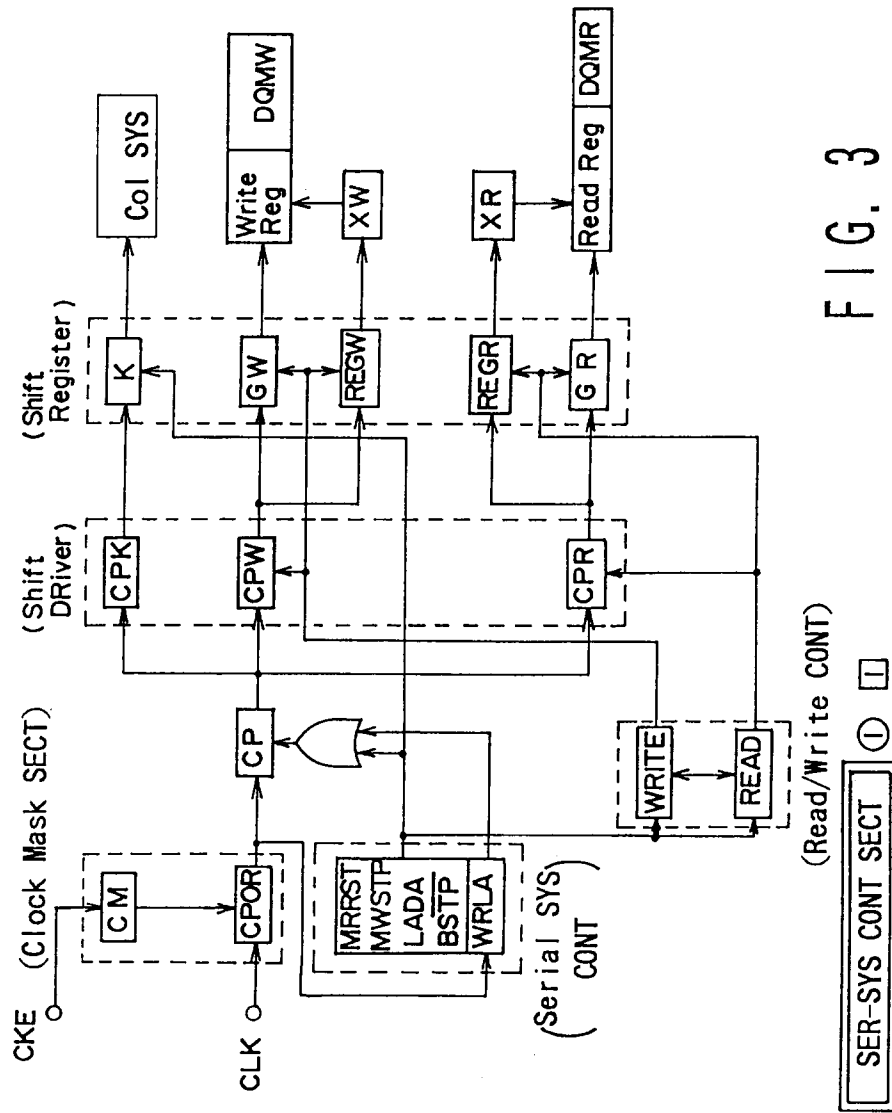 CKE
(Clock Mask SECT)
CM
CPOR
CLK
CP
MRRST
MWSTP
LADA
BSTP
WRLA
(Serial SYS
CONT)
(Shift
DRiver)
CPK
CPW
CPR
(Shift
Register)
K
GW
REGW
REGR
GR
Col SYS
Write
Reg
DQMW
XW
XR
Read Reg
DQMR
WRITE
READ
(Read/Write CONT)
SER-SYS CONT SECT
FIG. 3